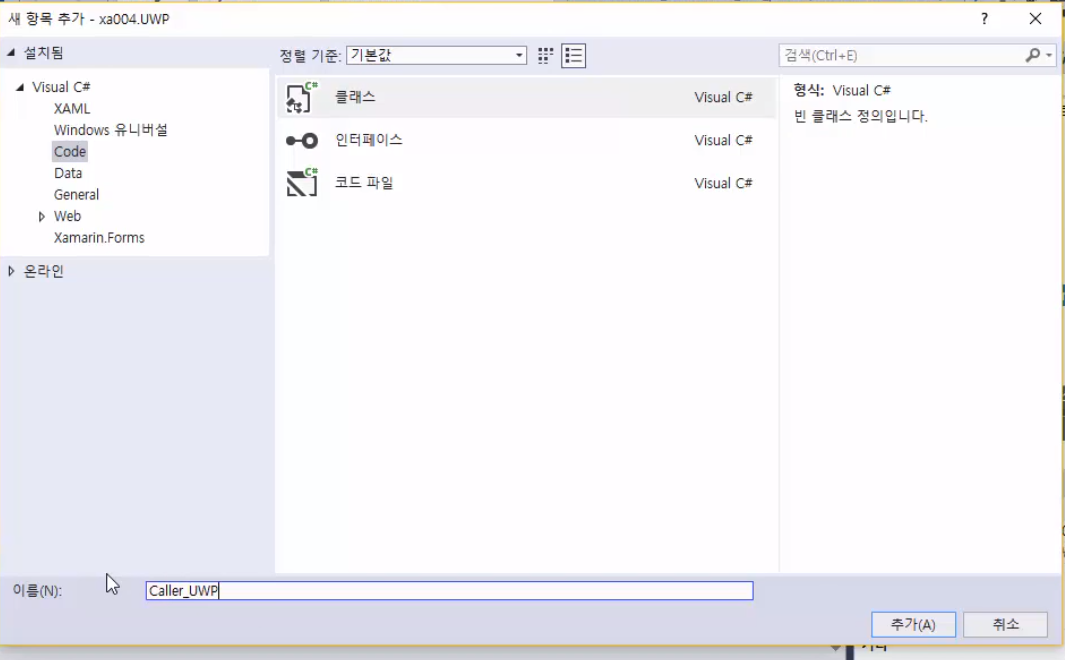 새 항목 추가 - xa004.UWP
?
설치됨
정렬 기준:
기본값
검색(Ctrl+E)
Visual C#
XAML
Windows 유니버설
Code
Data
General
Web
Xamarin.Forms
온라인
C# 클래스 Visual C#
인터페이스 Visual C#
C# 코드 파일 Visual C#
형식: Visual C#
빈 클래스 정의입니다.
이름(N):
Caller_UWP
추가(A)
취소